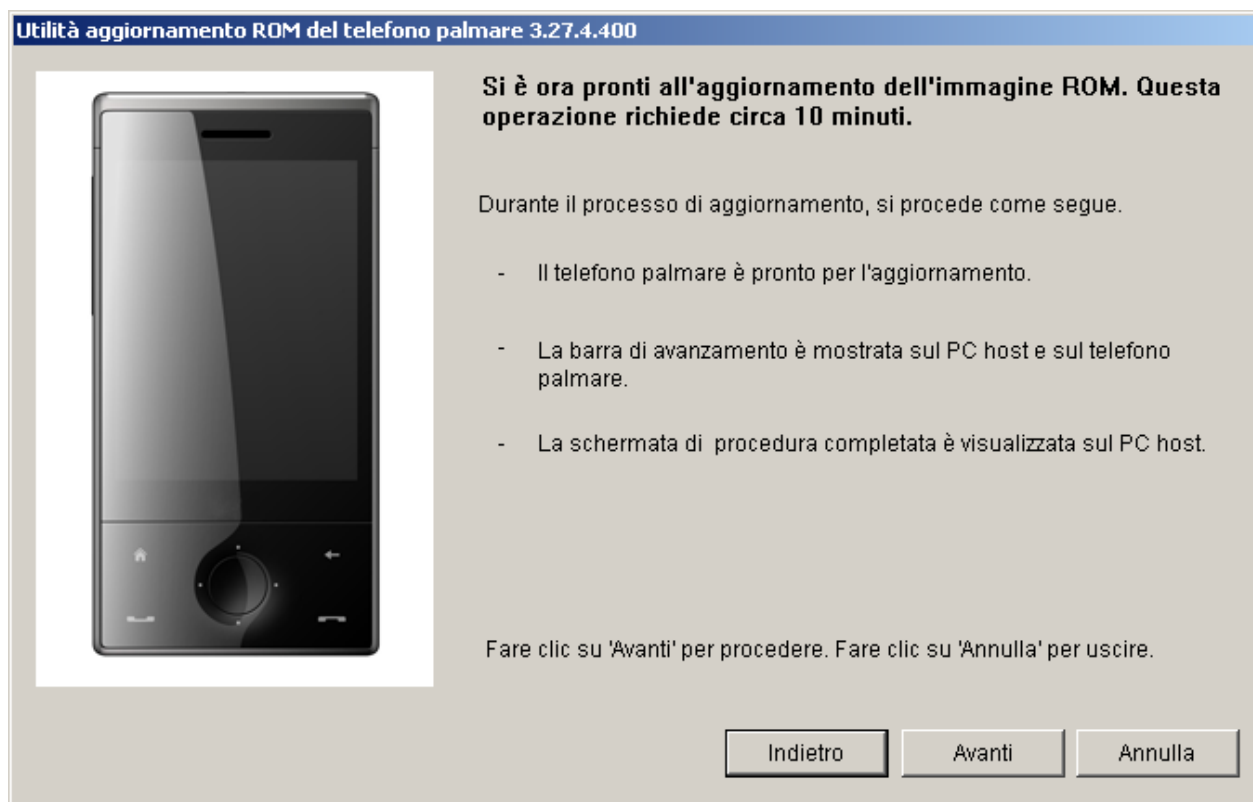 Utilità aggiornamento ROM del telefono palmare 3.27.4.400
Si è ora pronti all'aggiornamento dell'immagine ROM. Questa
operazione richiede circa 10 minuti.
Durante il processo di aggiornamento, si procede come segue.
- Il telefono palmare è pronto per l'aggiornamento.
- La barra di avanzamento è mostrata sul PC host e sul telefono
palmare.
- La schermata di procedura completata è visualizzata sul PC host.
Fare clic su 'Avanti' per procedere. Fare clic su 'Annulla' per uscire.
Indietro Avanti Annulla